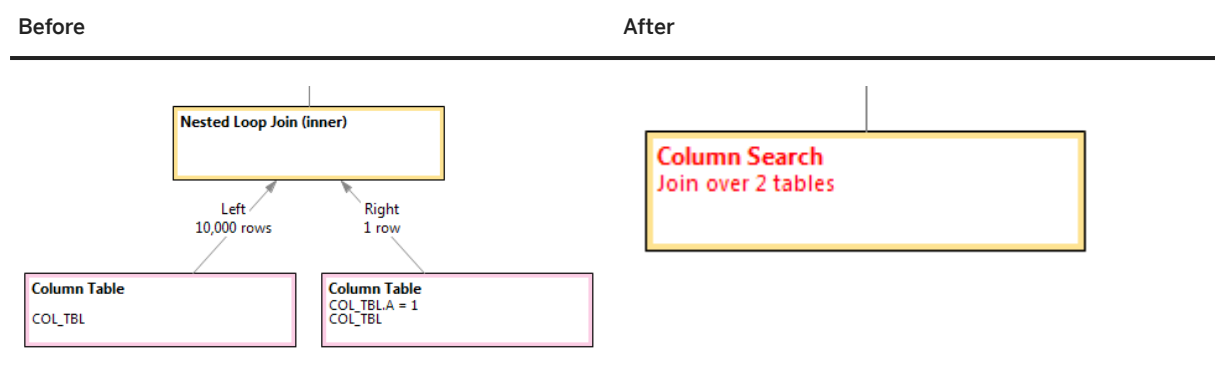 Before
After
Nested Loop Join (inner)
Left
10,000 rows
Right
1 row
Column Table
COL_TBL
Column Table
COL_TBL.A = 1
COL_TBL
Column Search
Join over 2 tables